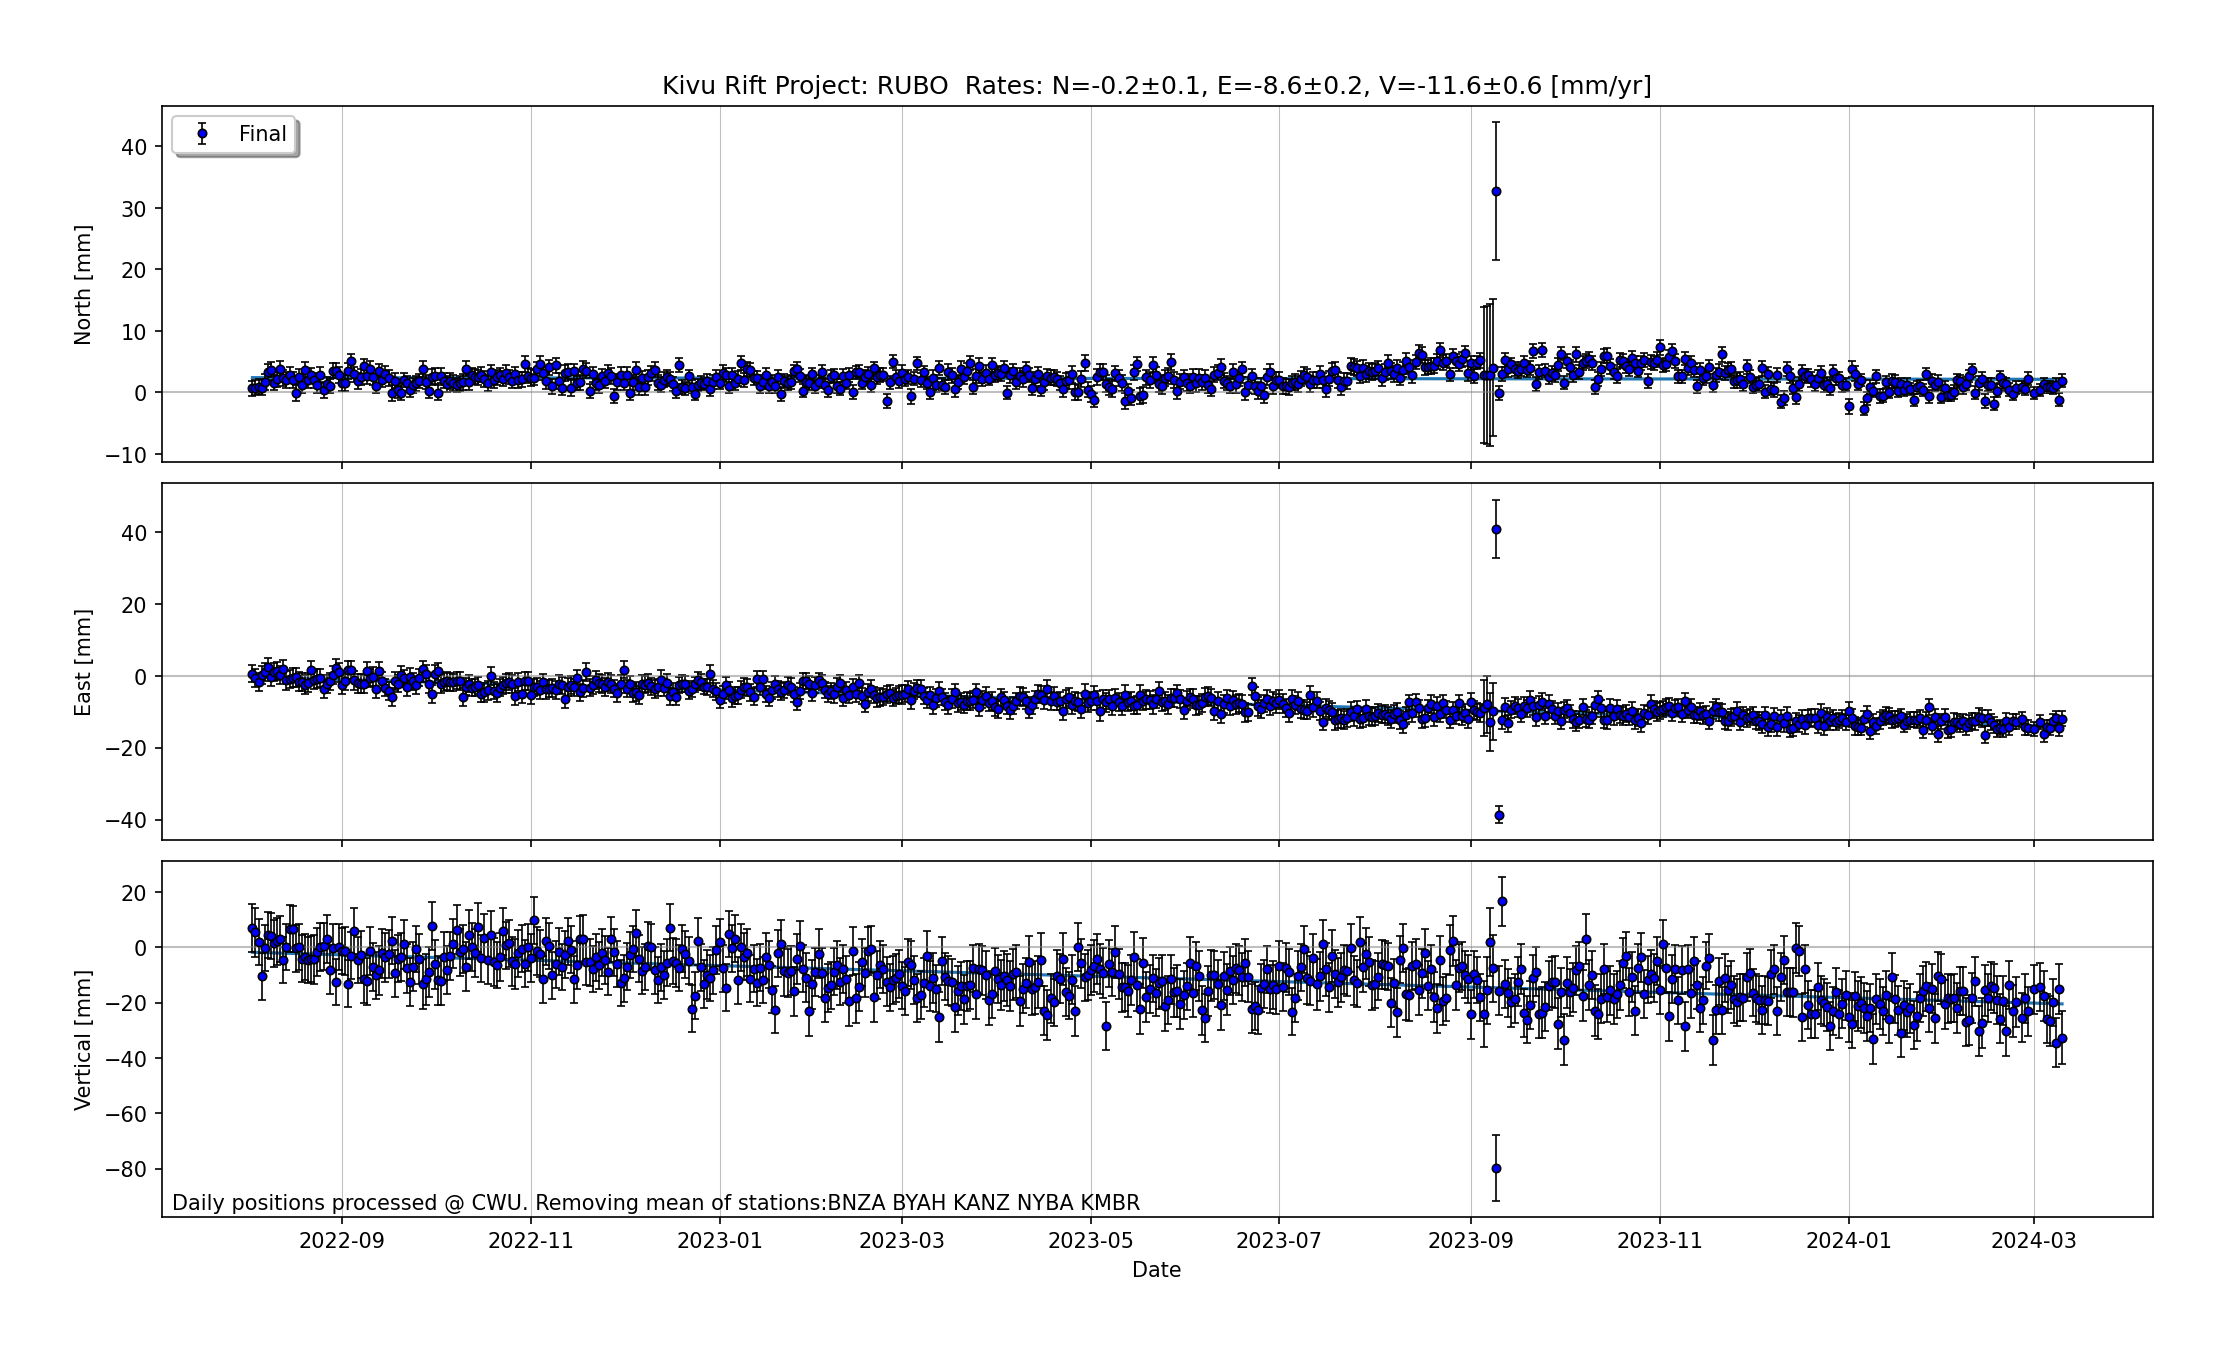 Kivu Rift Project: RUBO  Rates: N=-0.2±0.1, E=-8.6±0.2, V=-11.6±0.6 [mm/yr]
Final
North [mm]
40
30
20
10
0
−10
East [mm]
40
20
0
−20
−40
Vertical [mm]
20
0
−20
−40
−60
−80
Daily positions processed @ CWU. Removing mean of stations:BNZA BYAH KANZ NYBA KMBR
2022-09 2022-11 2023-01 2023-03 2023-05 2023-07 2023-09 2023-11 2024-01 2024-03
Date